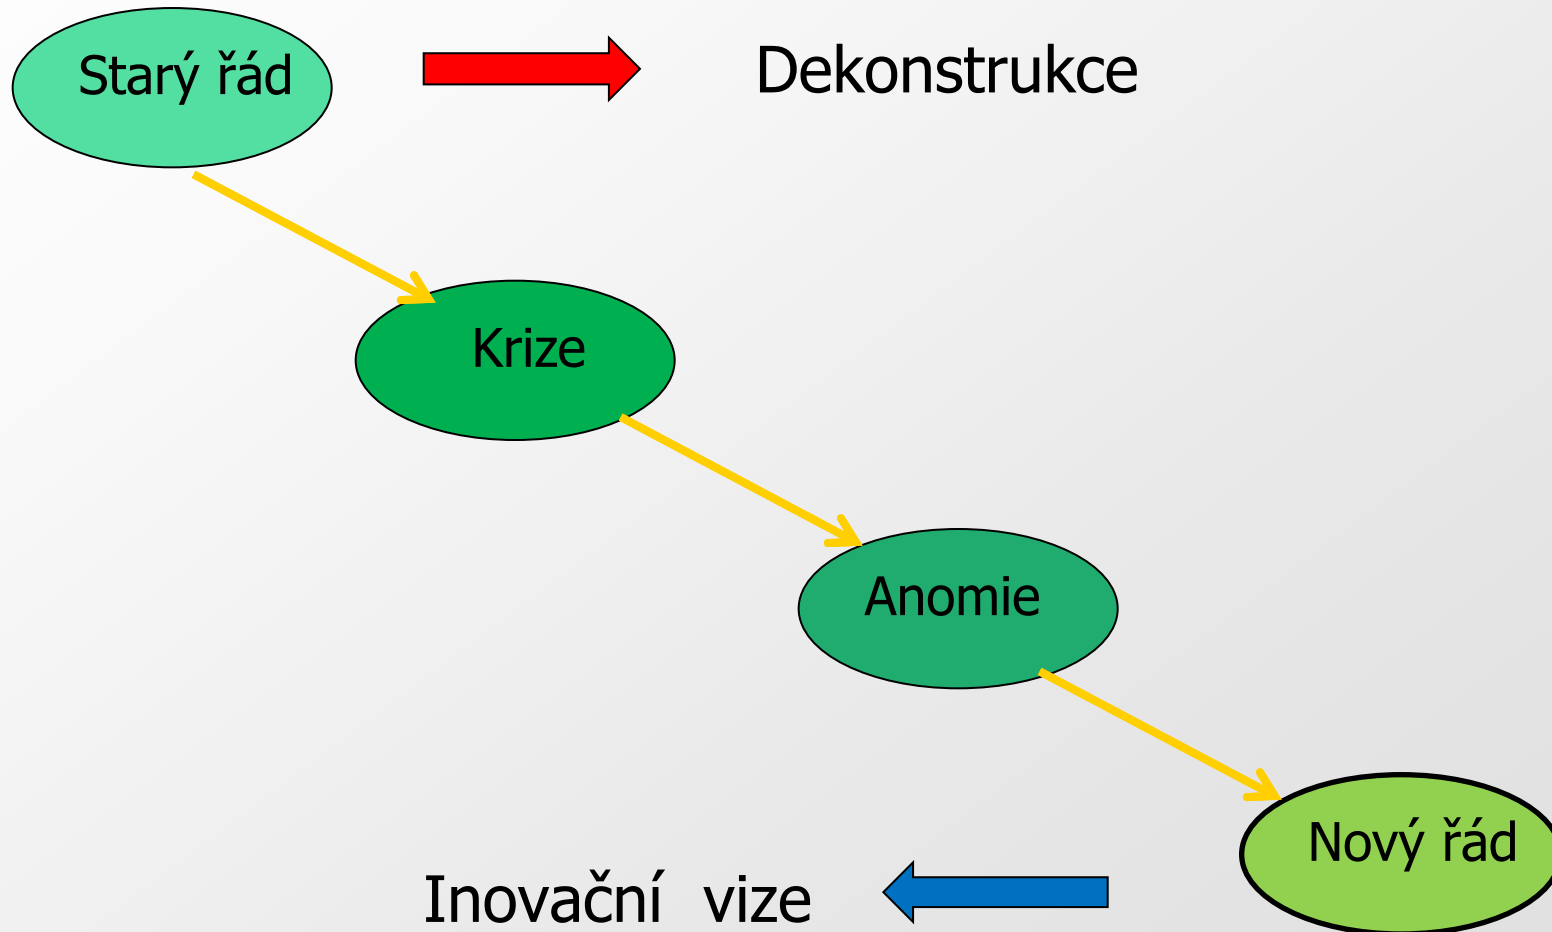 Starý řád
Dekonstrukce
Krize
Anomie
Nový řád
Inovační vize